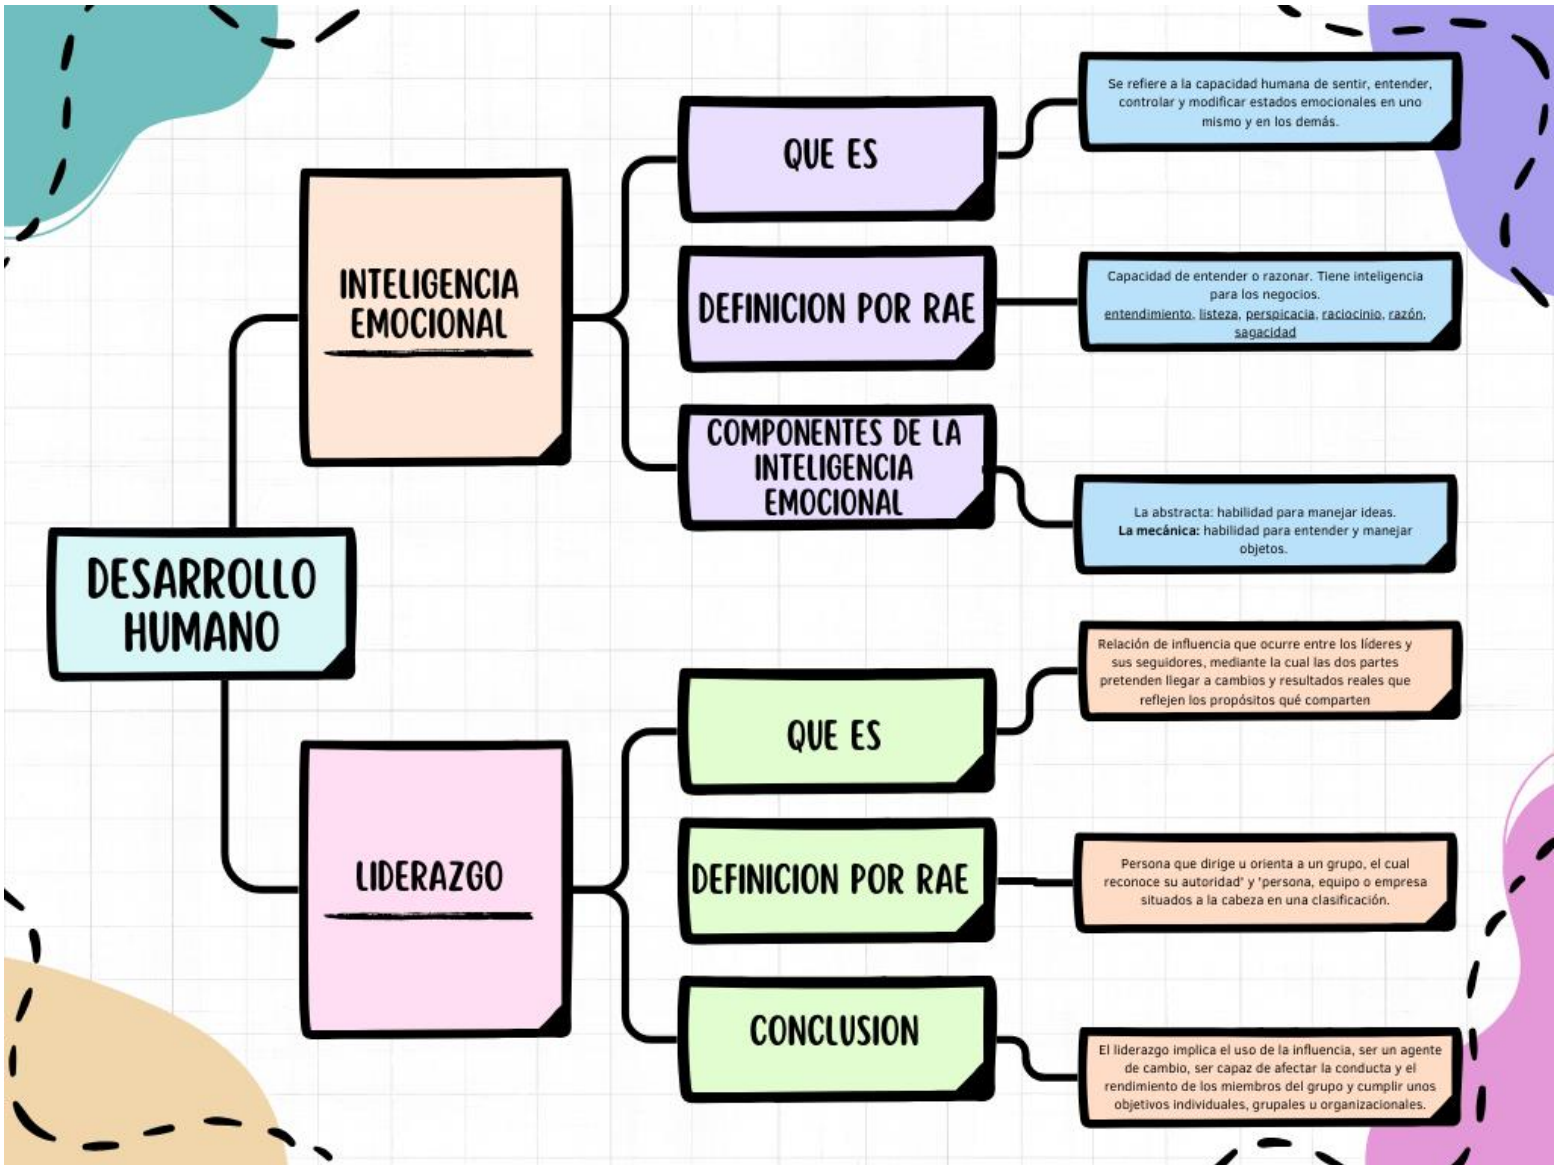 DESARROLLO
HUMANO
INTELIGENCIA
EMOCIONAL
QUE ES
Se refiere a la capacidad humana de sentir, entender,
controlar y modificar estados emocionales en uno
mismo y en los demás.
DEFINICION POR RAE
Capacidad de entender o razonar. Tiene inteligencia
para los negocios.
entendimiento, listeza, perspicacia, raciocinio, razón,
sagacidad
COMPONENTES DE LA
INTELIGENCIA
EMOCIONAL
La abstracta: habilidad para manejar ideas.
La mecánica: habilidad para entender y manejar
objetos.
LIDERAZGO
QUE ES
Relación de influencia que ocurre entre los líderes y
sus seguidores, mediante la cual las dos partes
pretenden llegar a cambios y resultados reales que
reflejen los propósitos qué comparten
DEFINICION POR RAE
Persona que dirige u orienta a un grupo, el cual
reconoce su autoridad' y 'persona, equipo o empresa
situados a la cabeza en una clasificación.
CONCLUSION
El liderazgo implica el uso de la influencia, ser un agente
de cambio, ser capaz de afectar la conducta y el
rendimiento de los miembros del grupo y cumplir unos
objetivos individuales, grupales u organizacionales.